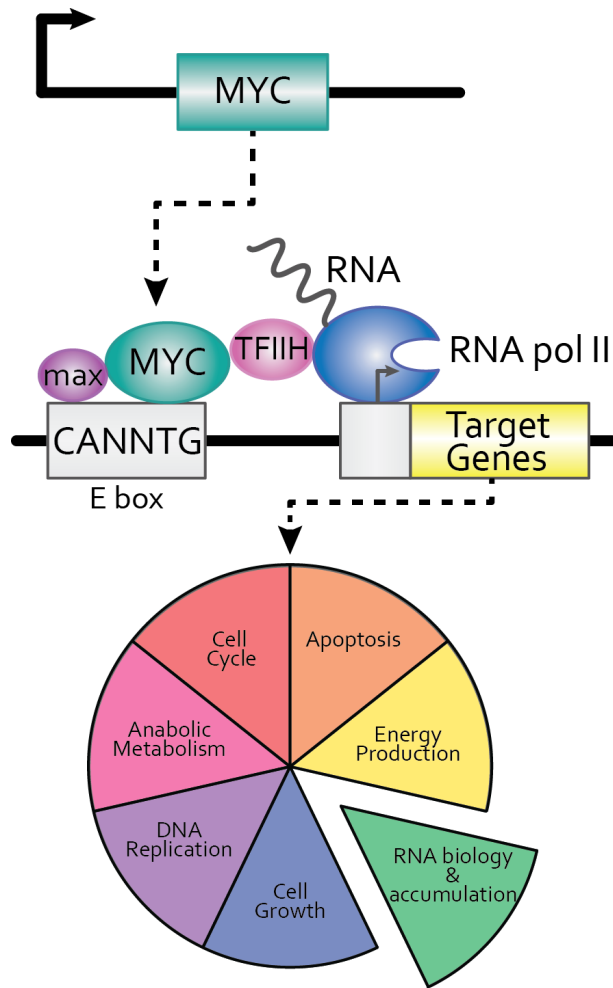 MYC
RNA
max
MYC
TFIIH
RNA pol II
CANNTG
Target
Genes
E box
Cell
Cycle
Apoptosis
Anabolic
Metabolism
Energy
Production
DNA
Replication
Cell
Growth
RNA biology
&
accumulation